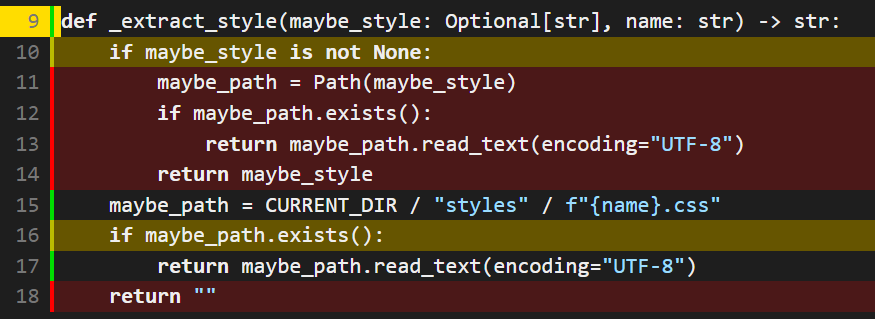 9 def _extract_style(maybe_style: Optional[str], name: str) -> str:
10     if maybe_style is not None:
11         maybe_path = Path(maybe_style)
12         if maybe_path.exists():
13             return maybe_path.read_text(encoding="UTF-8")
14         return maybe_style
15     maybe_path = CURRENT_DIR / "styles" / f"{name}.css"
16     if maybe_path.exists():
17         return maybe_path.read_text(encoding="UTF-8")
18     return ""